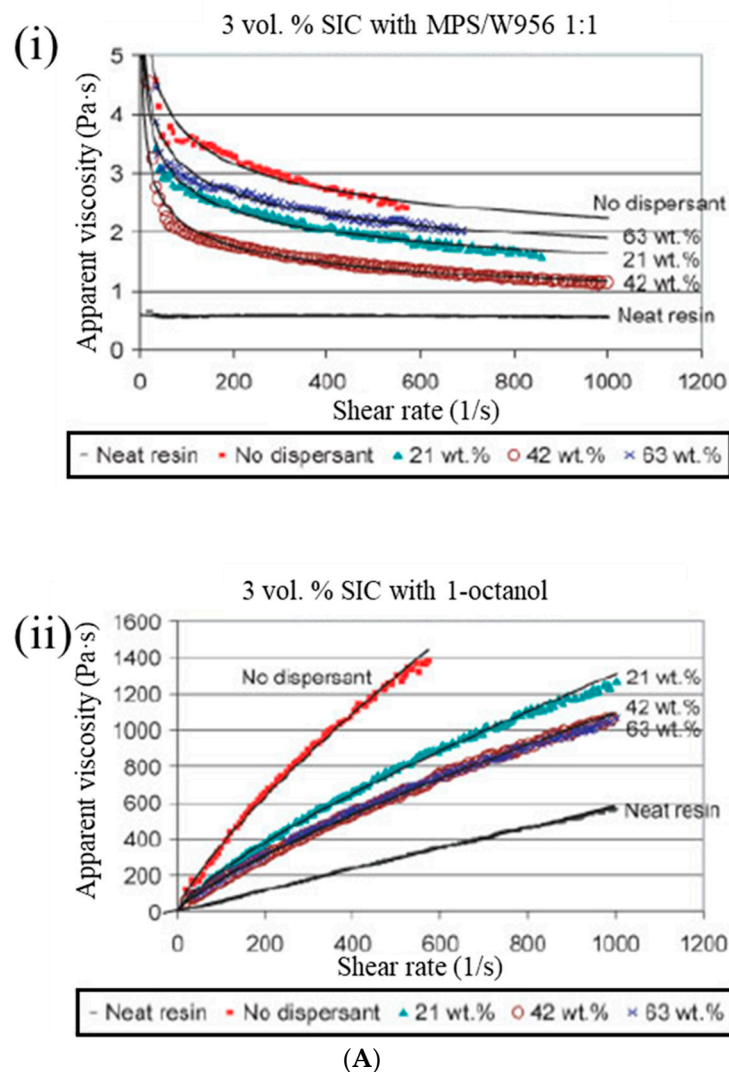 3 vol. % SIC with MPS/W956 1:1
(i)
Apparent viscosity (Pa·s)
5
4
3
2
1
0
No dispersant
63 wt.%
21 wt.%
42 wt.%
Neat resin
0 200 400 600 800 1000 1200
Shear rate (1/s)
- Neat resin No dispersant 21 wt.% 42 wt.% 63 wt.%
3 vol. % SIC with 1-octanol
(ii)
Apparent viscosity (Pa·s)
1600
1400
1200
1000
800
600
400
200
0
No dispersant
21 wt.%
42 wt.%
63 wt.%
Neat resin
0 200 400 600 800 1000 1200
Shear rate (1/s)
- Neat resin No dispersant 21 wt.% 42 wt.% 63 wt.%
(A)